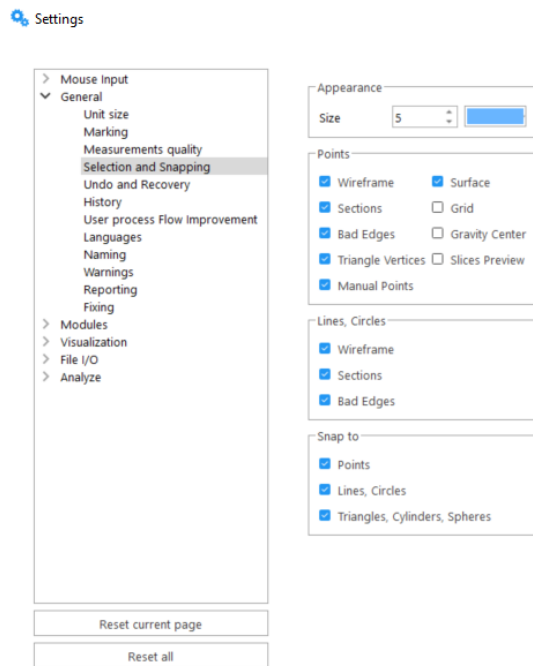 Settings
Mouse Input
General
Unit size
Marking
Measurements quality
Selection and Snapping
Undo and Recovery
History
User process Flow Improvement
Languages
Naming
Warnings
Reporting
Fixing
Modules
Visualization
File I/O
Analyze
Reset current page
Reset all
Appearance
Size 5
Points
Wireframe Surface
Sections Grid
Bad Edges Gravity Center
Triangle Vertices Slices Preview
Manual Points
Lines, Circles
Wireframe
Sections
Bad Edges
Snap to
Points
Lines, Circles
Triangles, Cylinders, Spheres